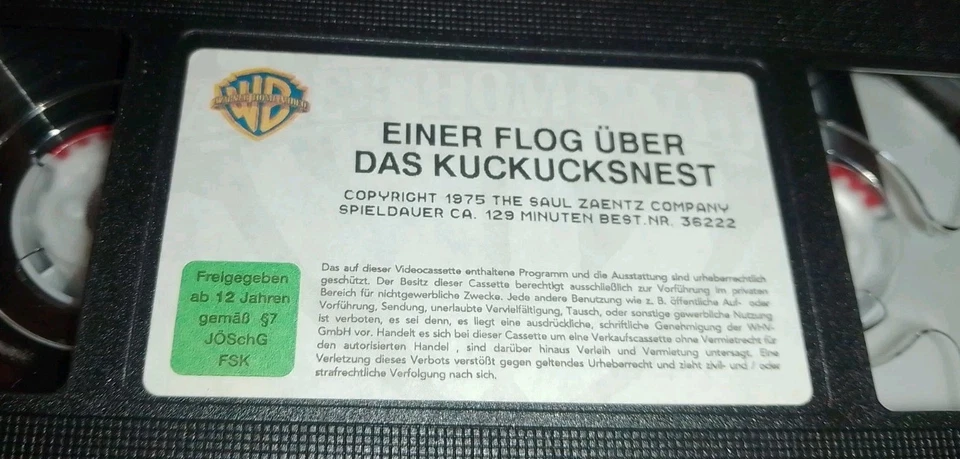 WB
WARNER HOME VIDEO
EINER FLOG ÜBER
DAS KUCKUCKSNEST
COPYRIGHT 1975 THE SAUL ZAENTZ COMPANY
SPIELDAUER CA. 129 MINUTEN BEST.NR. 36222
Freigegeben
ab 12 Jahren
gemäß §7
JÖSchG
FSK
Das auf dieser Videocassette enthaltene Programm und die Ausstattung sind urheberrechtlich
geschützt. Der Besitz dieser Cassette berechtigt ausschließlich zur Vorführung im privaten
Bereich für nichtgewerbliche Zwecke. Jede andere Benutzung wie z. B. öffentliche Auf- oder
Vorführung, Sendung, unerlaubte Vervielfältigung, Tausch, oder sonstige gewerbliche Nutzung
ist verboten, es sei denn, es liegt eine ausdrückliche, schriftliche Genehmigung der WHV-
GmbH vor. Handelt es sich bei dieser Cassette um eine Verkaufscassette ohne Vermietrecht für
den autorisierten Handel , sind darüber hinaus Verleih und Vermietung untersagt. Eine
Verletzung dieses Verbots verstößt gegen geltendes Urheberrecht und zieht zivil- und / oder
strafrechtliche Verfolgung nach sich.